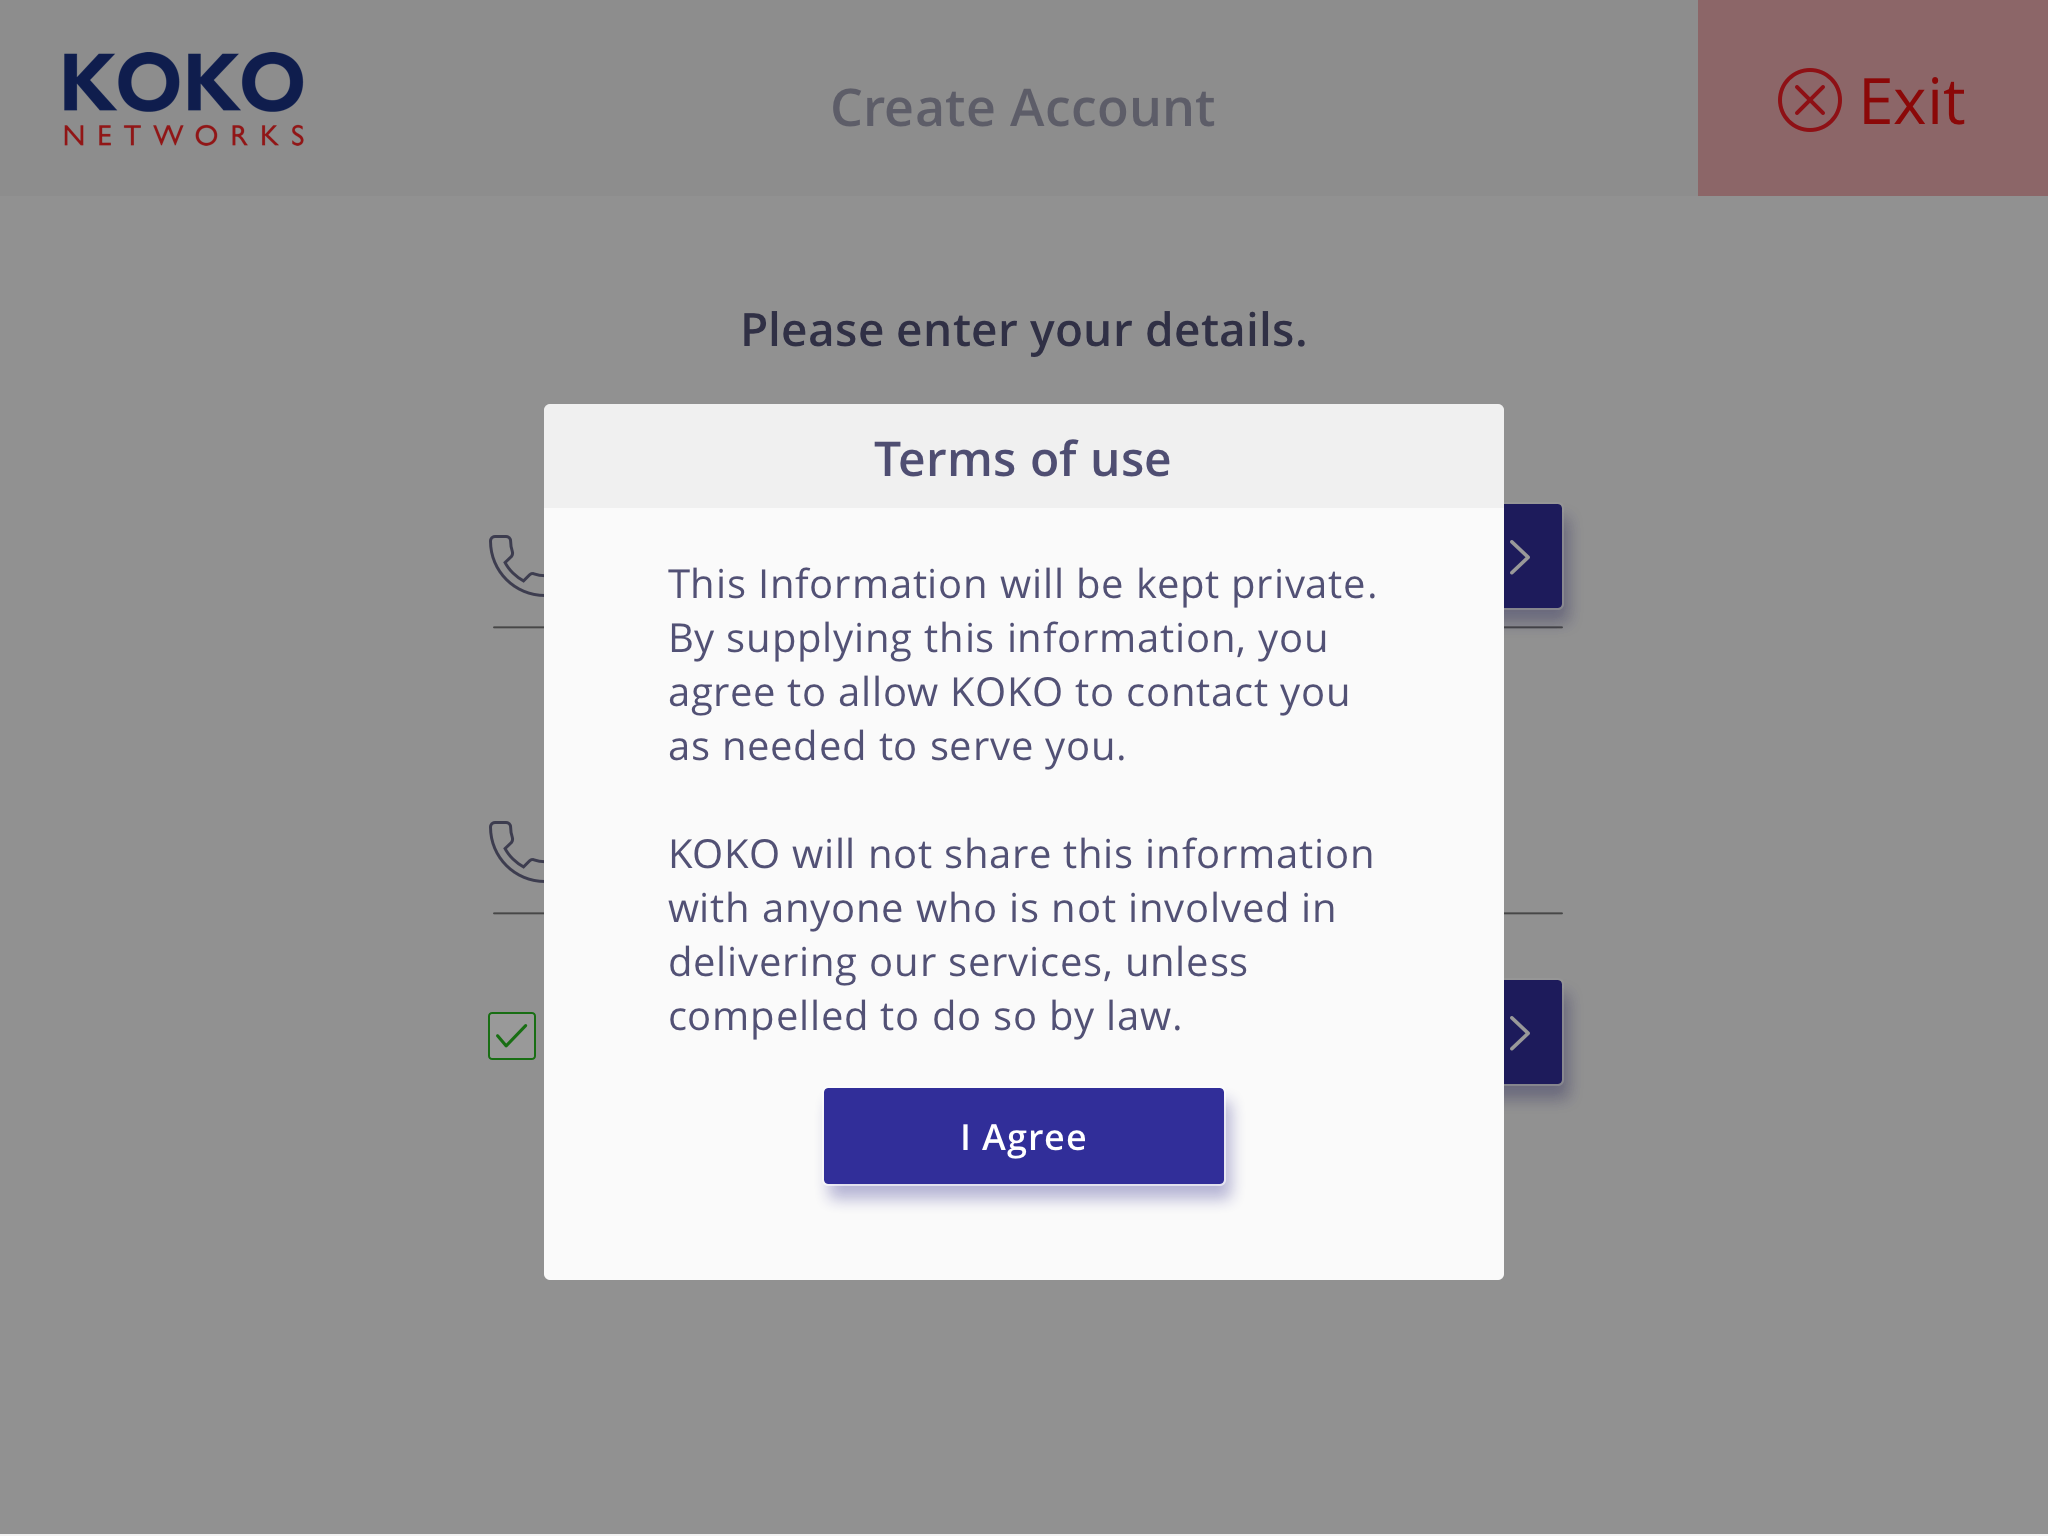 KOKO
NETWORKS
Create Account
Exit
Please enter your details.
Terms of use
This Information will be kept private.
By supplying this information, you
agree to allow KOKO to contact you
as needed to serve you.
KOKO will not share this information
with anyone who is not involved in
delivering our services, unless
compelled to do so by law.
I Agree